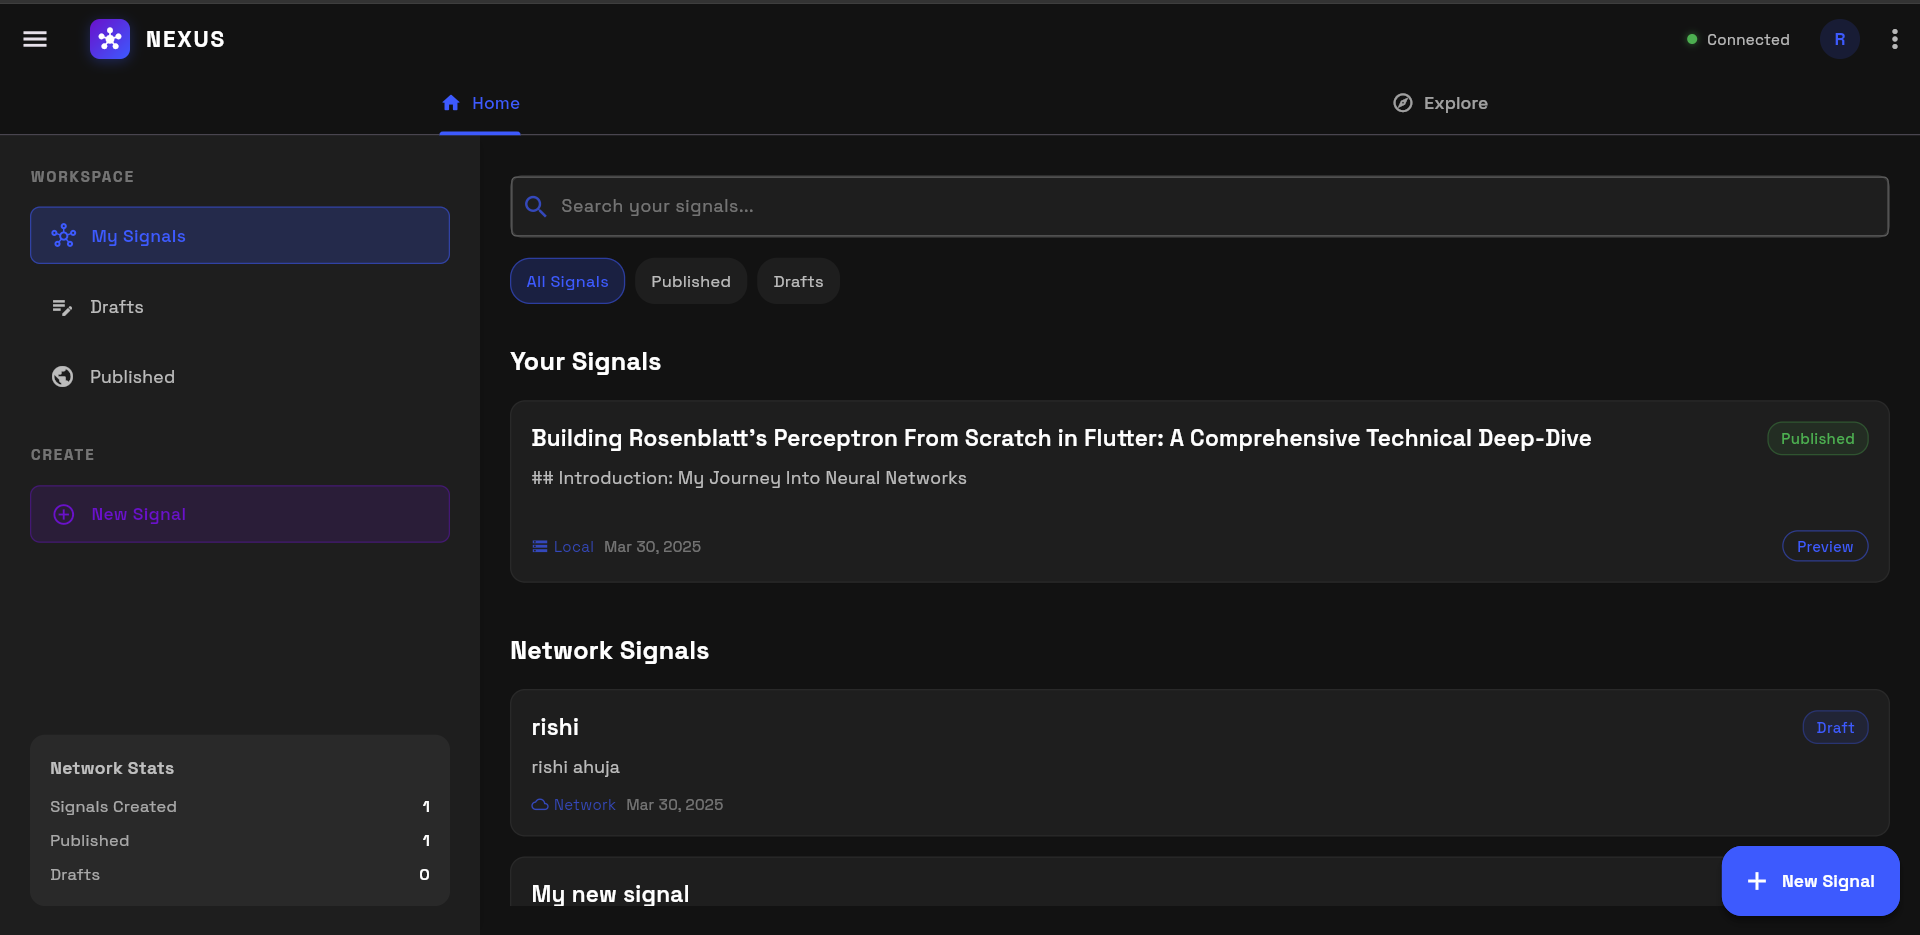 NEXUS
Connected
R
Home
Explore
WORKSPACE
My Signals
Drafts
Published
CREATE
New Signal
Network Stats
Signals Created 1
Published 1
Drafts 0
Search your signals...
All Signals
Published
Drafts
Your Signals
Building Rosenblatt's Perceptron From Scratch in Flutter: A Comprehensive Technical Deep-Dive
Published
## Introduction: My Journey Into Neural Networks
Local Mar 30, 2025
Preview
Network Signals
rishi
Draft
rishi ahuja
Network Mar 30, 2025
My new signal
New Signal